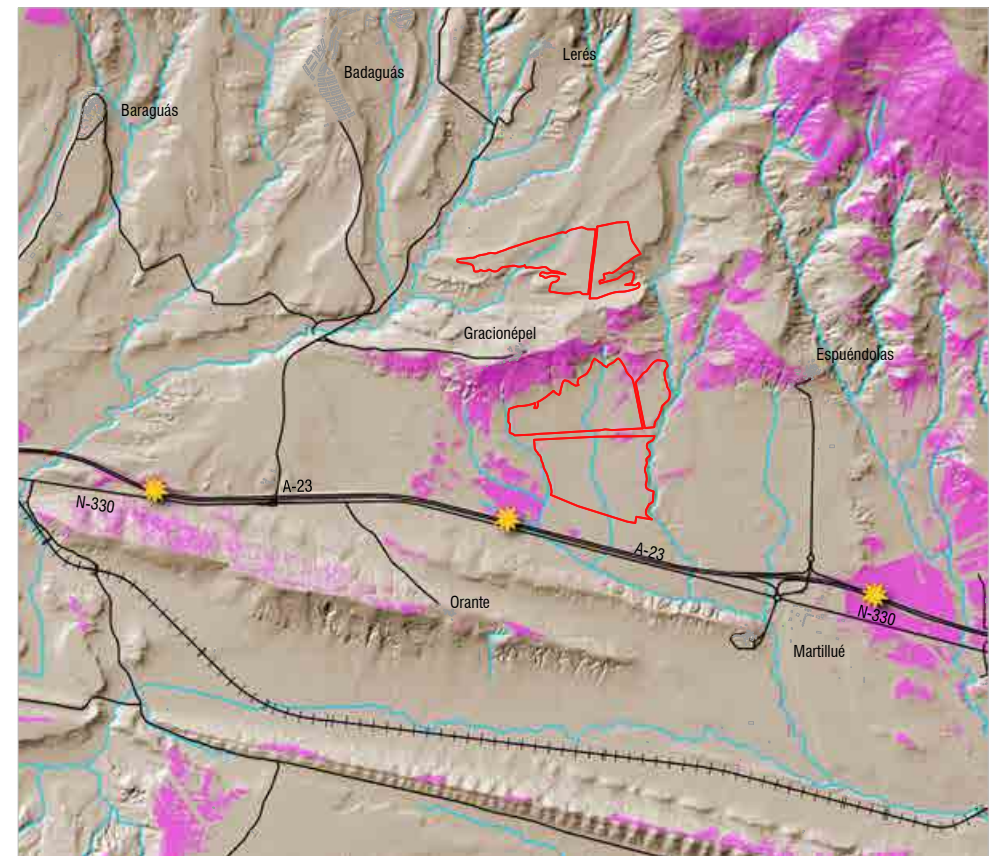 Lerés
Badaguás
Baraguás
Gracionépel
Espuéndolas
A-23
N-330
A-23
Orante
N-330
Martillué